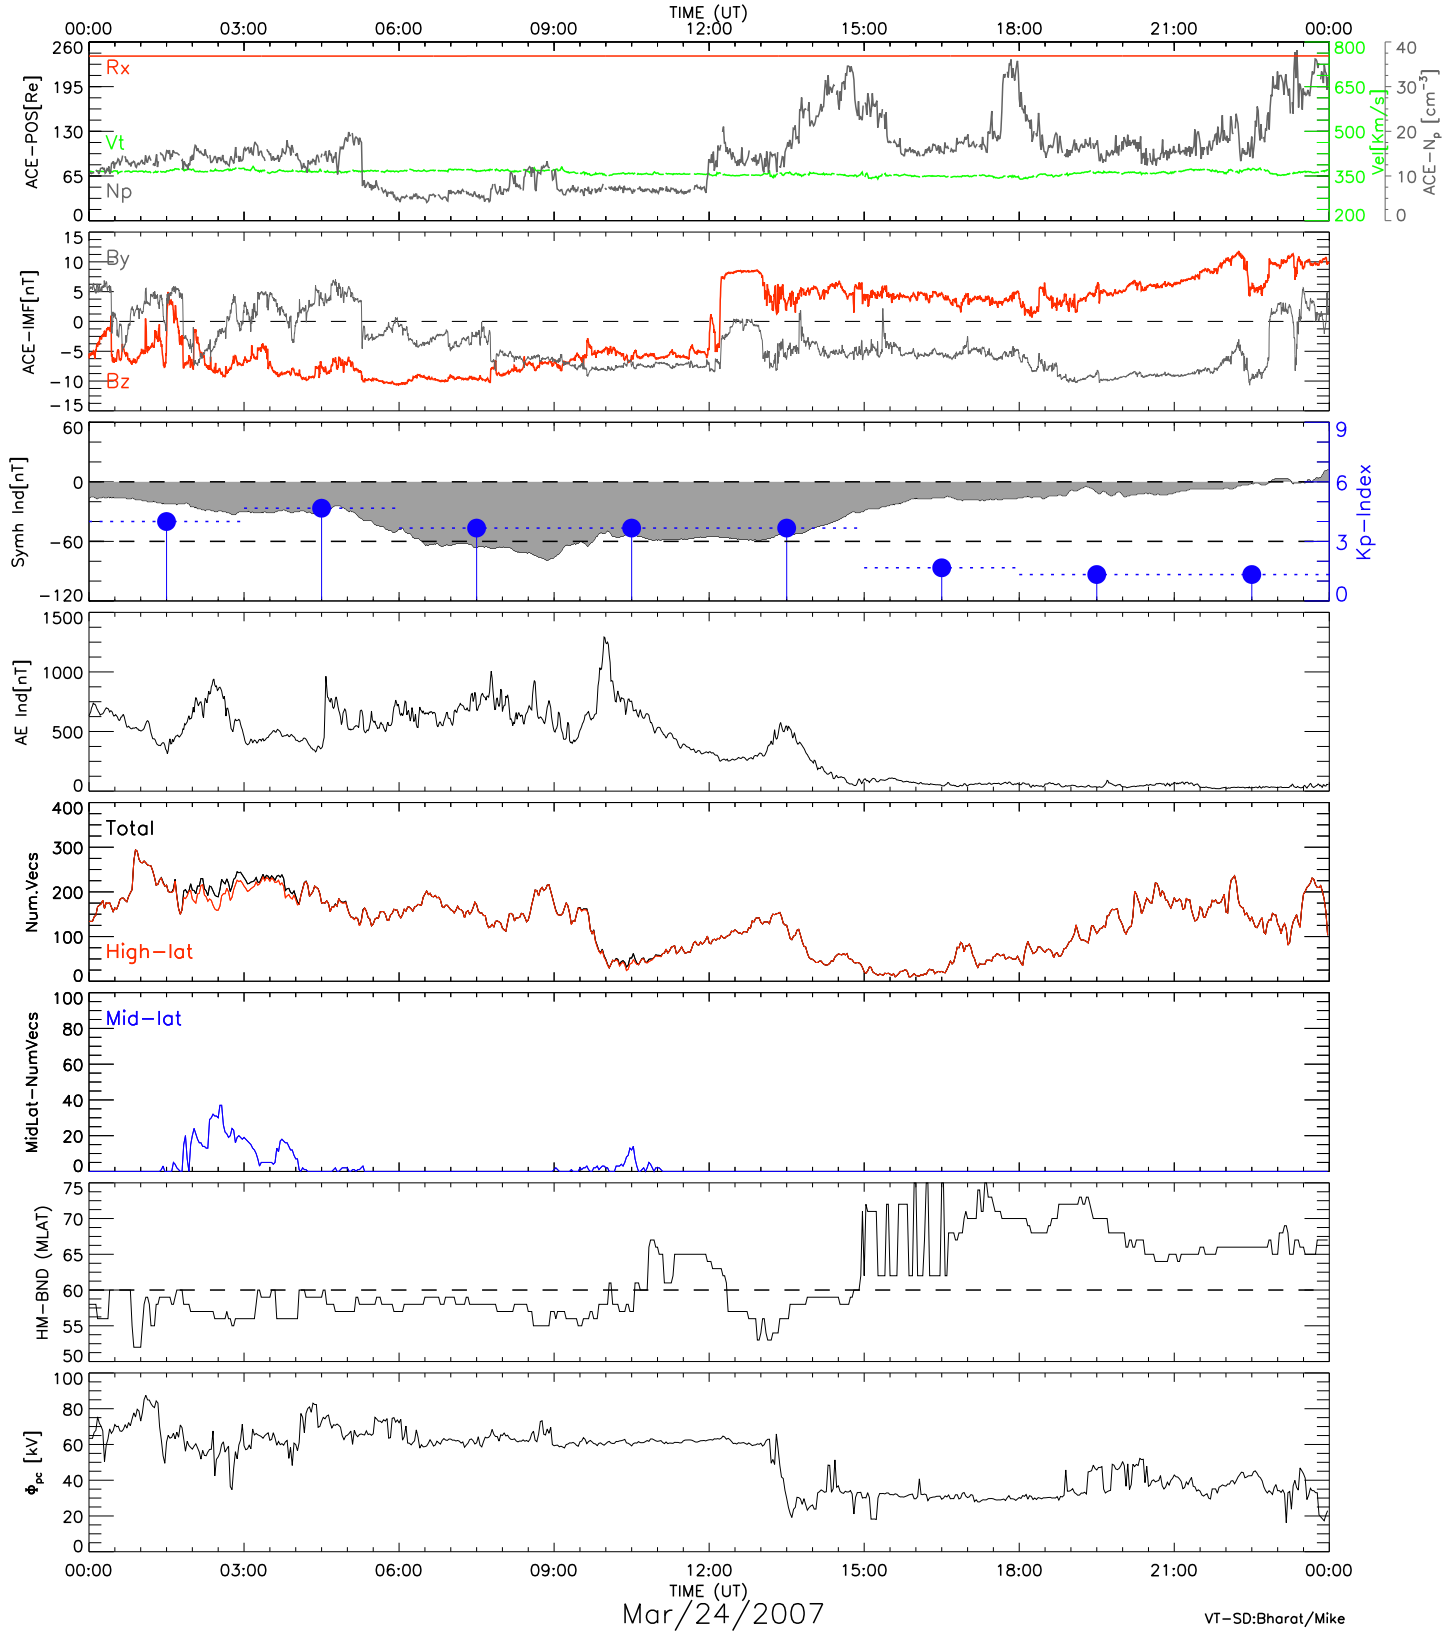 TIME (UT)
00:00 03:00 06:00 09:00 12:00 15:00 18:00 21:00 00:00
ACE-POS[Re]
260
195
130
65
0
Rx
Vt
Np
800
650
500
350
200
Vel[Km/s]
40
30
20
10
0
ACE-Np [cm-3]
ACE-IMF[nT]
15
10
5
0
-5
-10
-15
By
Bz
Symh Ind[nT]
60
0
-60
-120
9
6
3
0
Kp-Index
AE Ind[nT]
1500
1000
500
0
Num.Vecs
400
300
200
100
0
Total
High-lat
MidLat-NumVecs
100
80
60
40
20
0
Mid-lat
HM-BND (MLAT)
75
70
65
60
55
50
Φpc [kV]
100
80
60
40
20
0
00:00 03:00 06:00 09:00 12:00 15:00 18:00 21:00 00:00
TIME (UT)
Mar/24/2007
VT-SD:Bharat/Mike